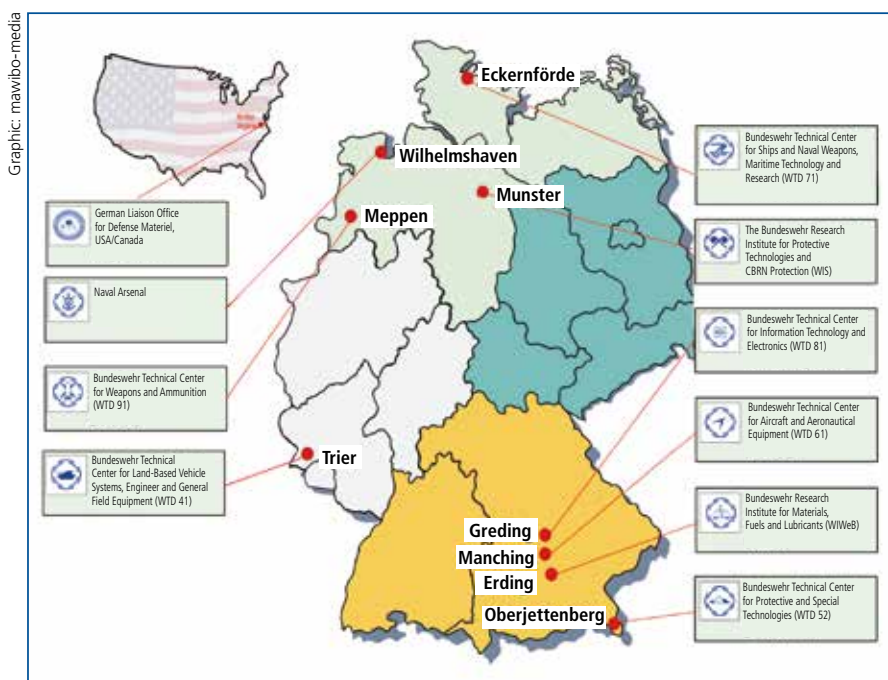 Graphic: mawibo-media
Eckernförde
Wilhelmshaven
Munster
Meppen
Trier
Greding
Manching
Erding
Oberjettenberg
German Liaison Office
for Defense Materiel,
USA/Canada
Naval Arsenal
Bundeswehr Technical Center
for Weapons and Ammunition
(WTD 91)
Bundeswehr Technical
Center for Land-Based Vehicle
Systems, Engineer and General
Field Equipment (WTD 41)
Bundeswehr Technical Center
for Ships and Naval Weapons,
Maritime Technology and
Research (WTD 71)
The Bundeswehr Research
Institute for Protective
Technologies and
CBRN Protection (WIS)
Bundeswehr Technical Center
for Information Technology and
Electronics (WTD 81)
Bundeswehr Technical Center
for Aircraft and Aeronautical
Equipment (WTD 61)
Bundeswehr Research
Institute for Materials,
Fuels and Lubricants (WIWeB)
Bundeswehr Technical Center
for Protective and Special
Technologies (WTD 52)